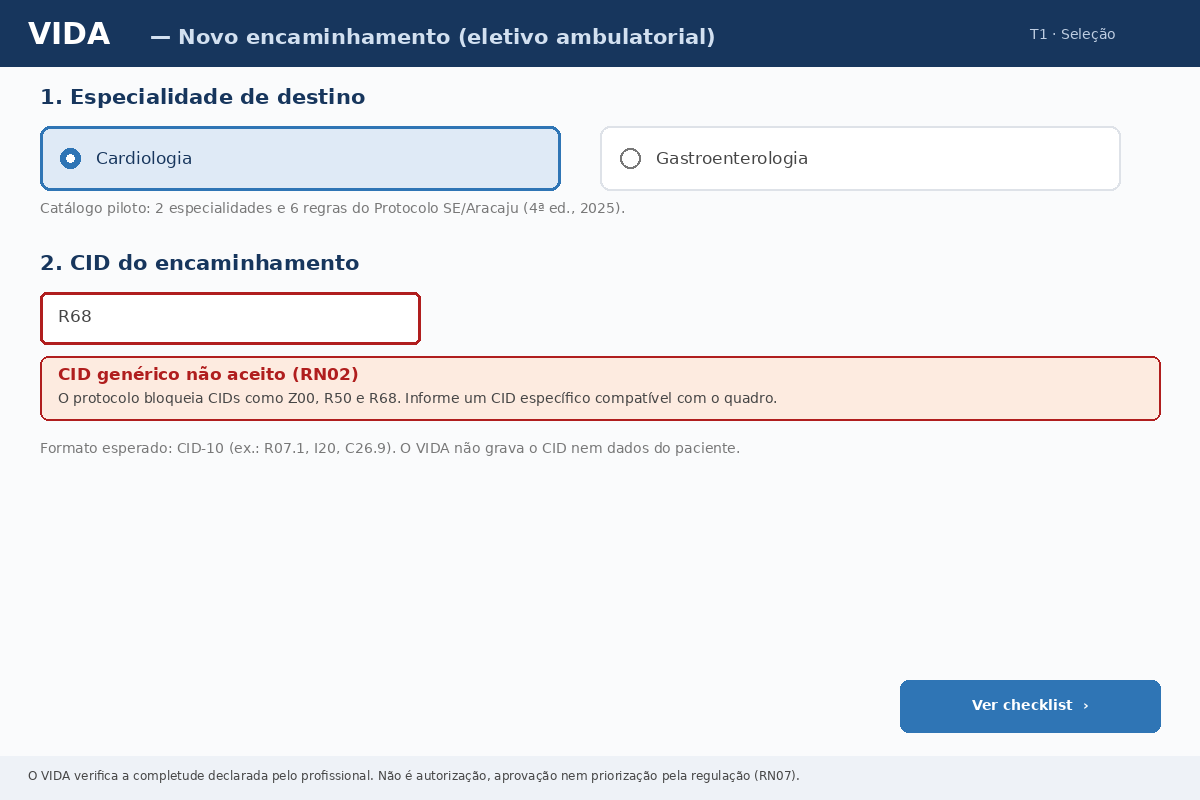 VIDA — Novo encaminhamento (eletivo ambulatorial) T1 · Seleção
1. Especialidade de destino
Cardiologia
Gastroenterologia
Catálogo piloto: 2 especialidades e 6 regras do Protocolo SE/Aracaju (4ª ed., 2025).
2. CID do encaminhamento
R68
CID genérico não aceito (RN02)
O protocolo bloqueia CIDs como Z00, R50 e R68. Informe um CID específico compatível com o quadro.
Formato esperado: CID-10 (ex.: R07.1, I20, C26.9). O VIDA não grava o CID nem dados do paciente.
Ver checklist ›
O VIDA verifica a completude declarada pelo profissional. Não é autorização, aprovação nem priorização pela regulação (RN07).